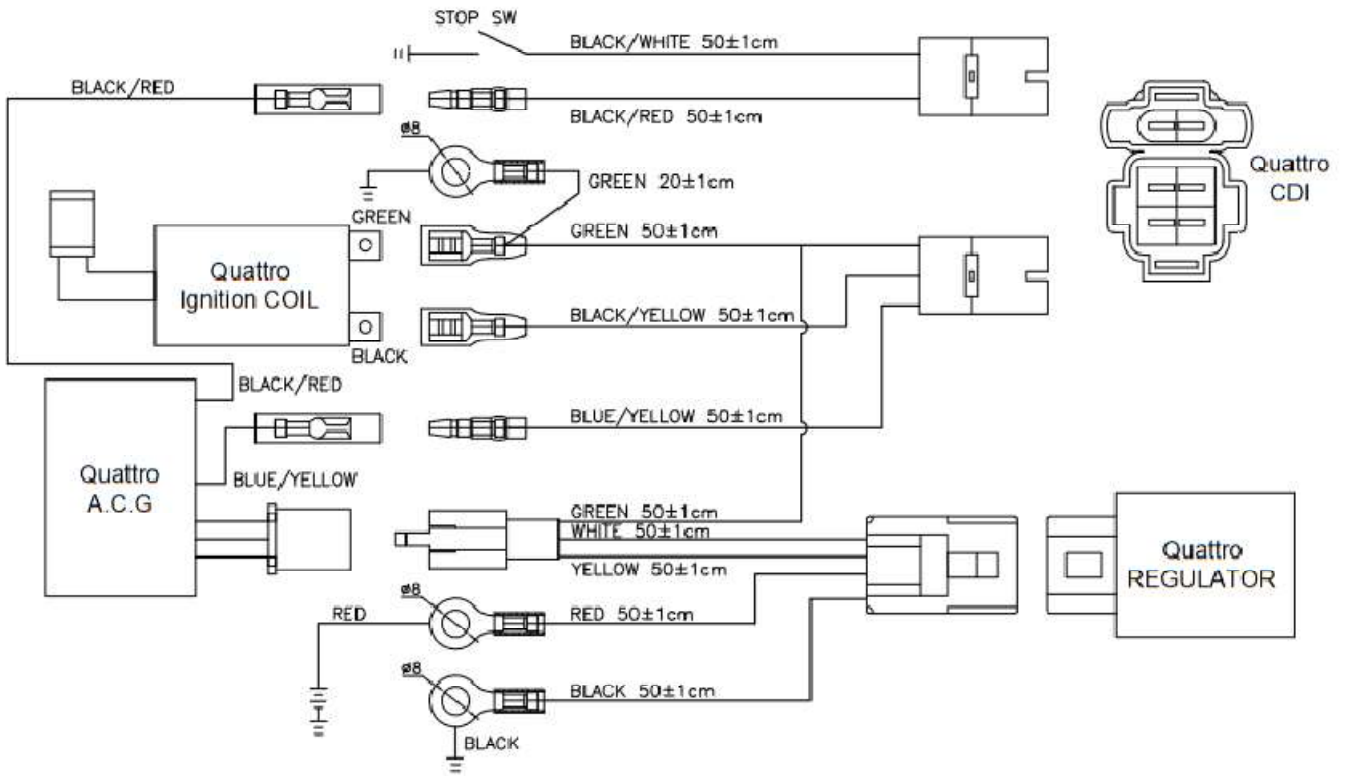 STOP SW
BLACK/WHITE 50±1cm
BLACK/RED
BLACK/RED 50±1cm
ø8
GREEN 20±1cm
Quattro
CDI
GREEN
GREEN 50±1cm
Quattro
Ignition COIL
BLACK/YELLOW 50±1cm
BLACK
BLACK/RED
BLUE/YELLOW 50±1cm
Quattro
A.C.G
BLUE/YELLOW
GREEN 50±1cm
WHITE 50±1cm
YELLOW 50±1cm
Quattro
REGULATOR
ø8
RED
RED 50±1cm
ø8
BLACK 50±1cm
BLACK